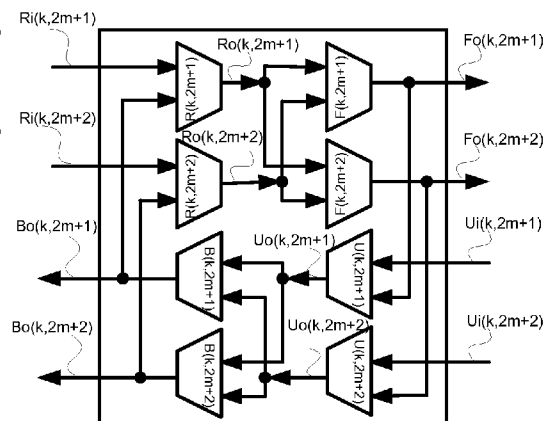 Ri(k,2m+1)
Ro(k,2m+1)
Fo(k,2m+1)
R(k,2m+1)
F(k,2m+1)
Ri(k,2m+2)
Ro(k,2m+2)
Fo(k,2m+2)
R(k,2m+2)
F(k,2m+2)
Bo(k,2m+1)
Uo(k,2m+1)
Ui(k,2m+1)
B(k,2m+1)
U(k,2m+1)
Bo(k,2m+2)
Uo(k,2m+2)
Ui(k,2m+2)
B(k,2m+2)
U(k,2m+2)